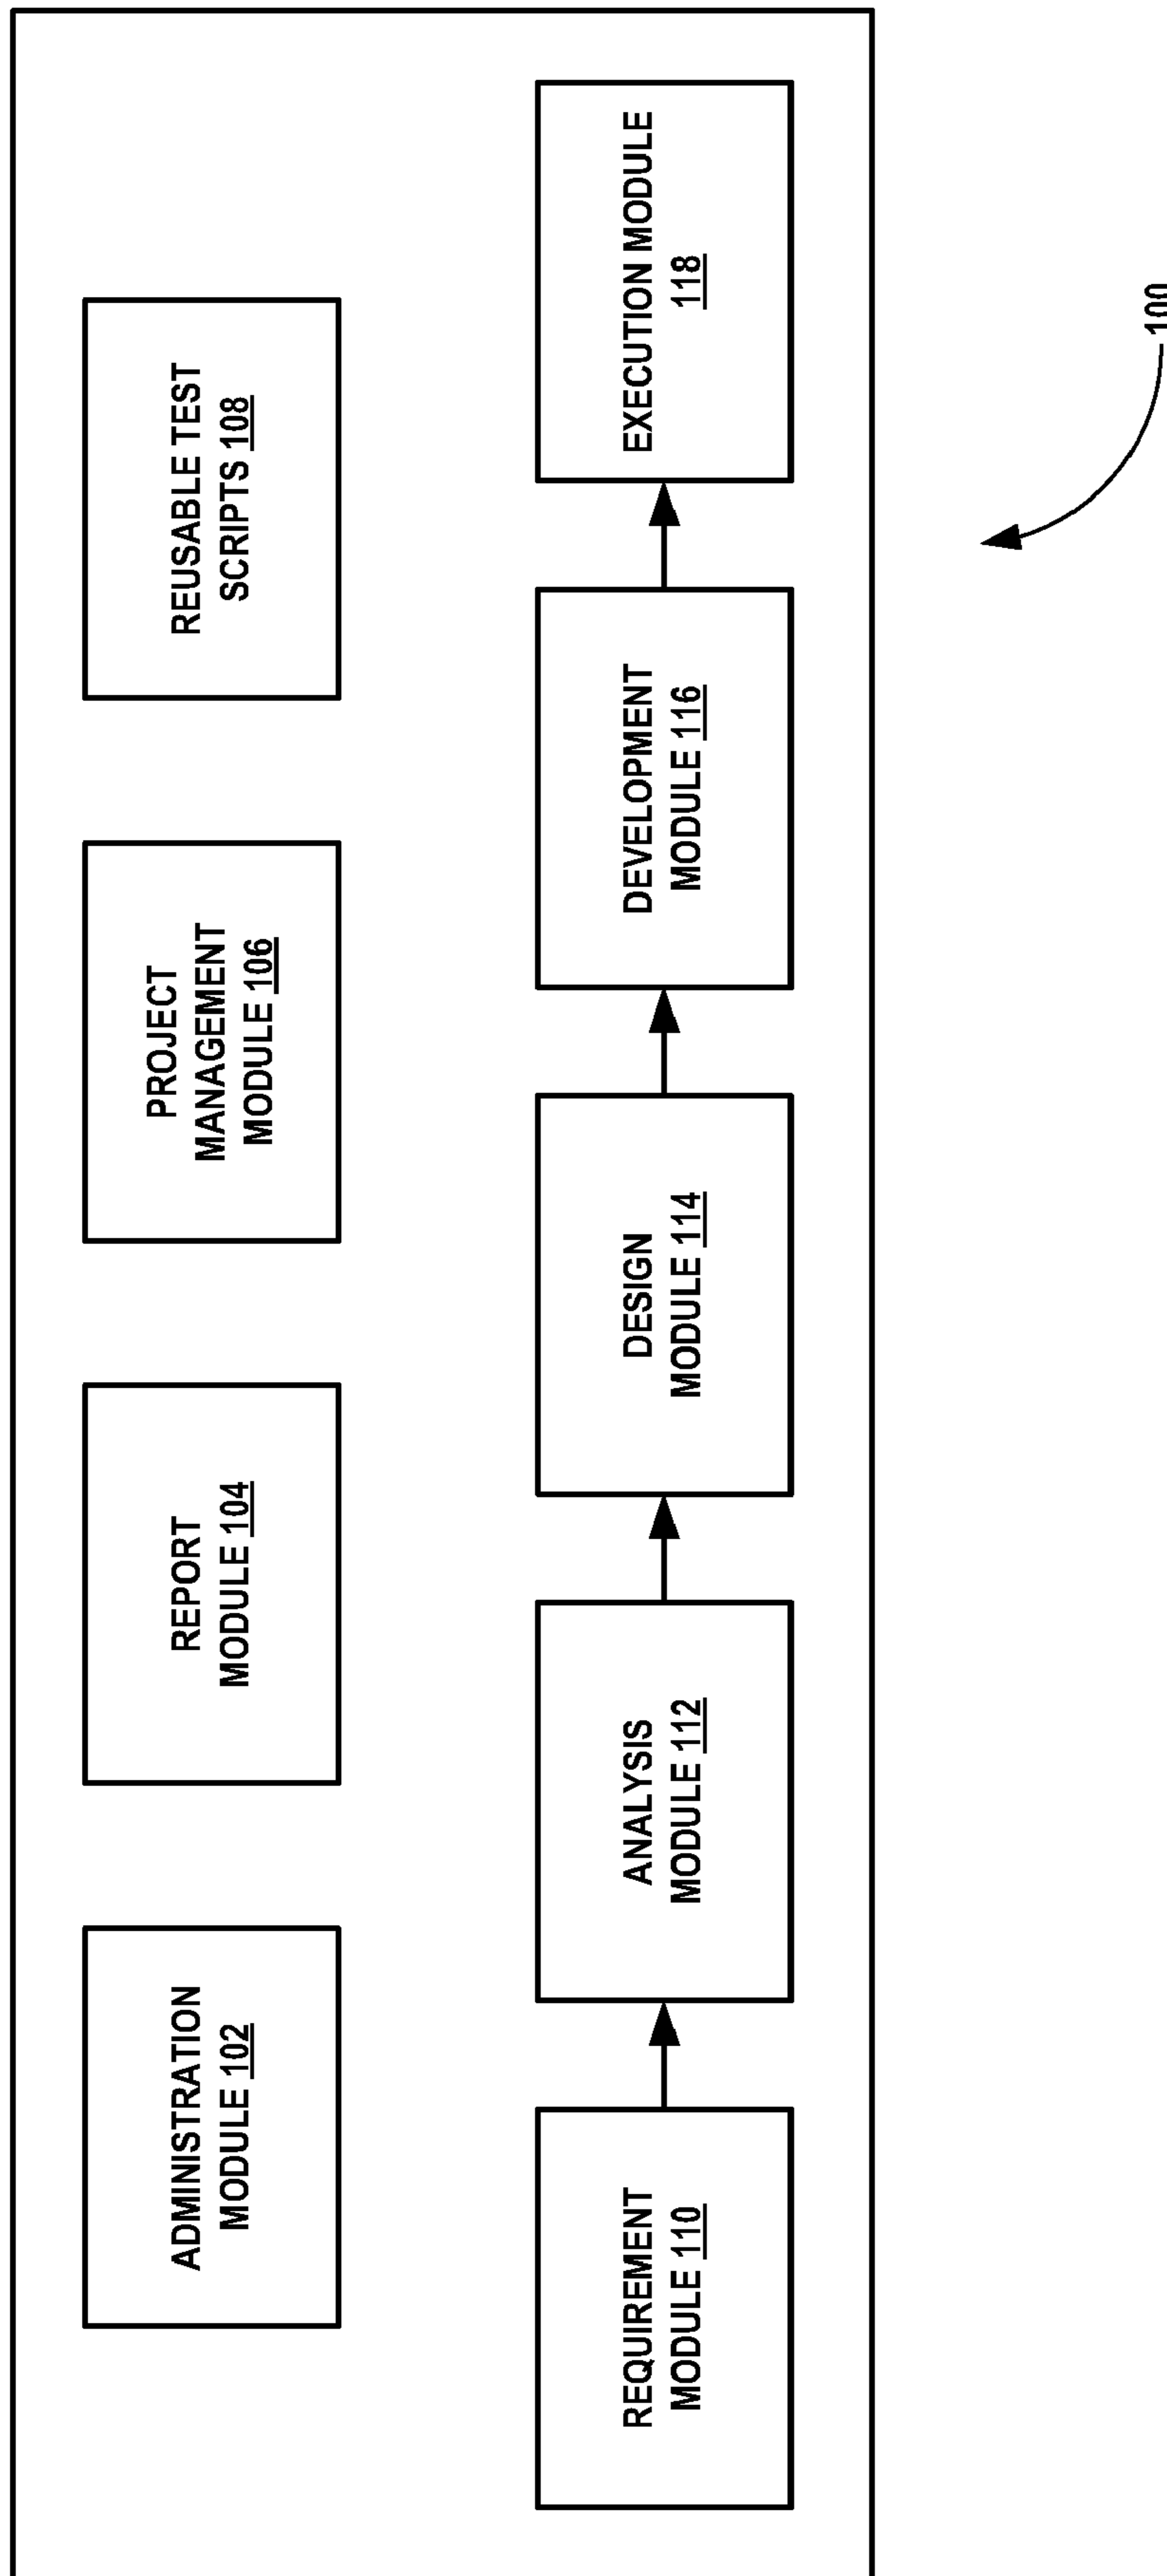 ADMINISTRATION
MODULE 102
REPORT
MODULE 104
PROJECT
MANAGEMENT
MODULE 106
REUSABLE TEST
SCRIPTS 108
REQUIREMENT
MODULE 110
ANALYSIS
MODULE 112
DESIGN
MODULE 114
DEVELOPMENT
MODULE 116
EXECUTION MODULE
118
100